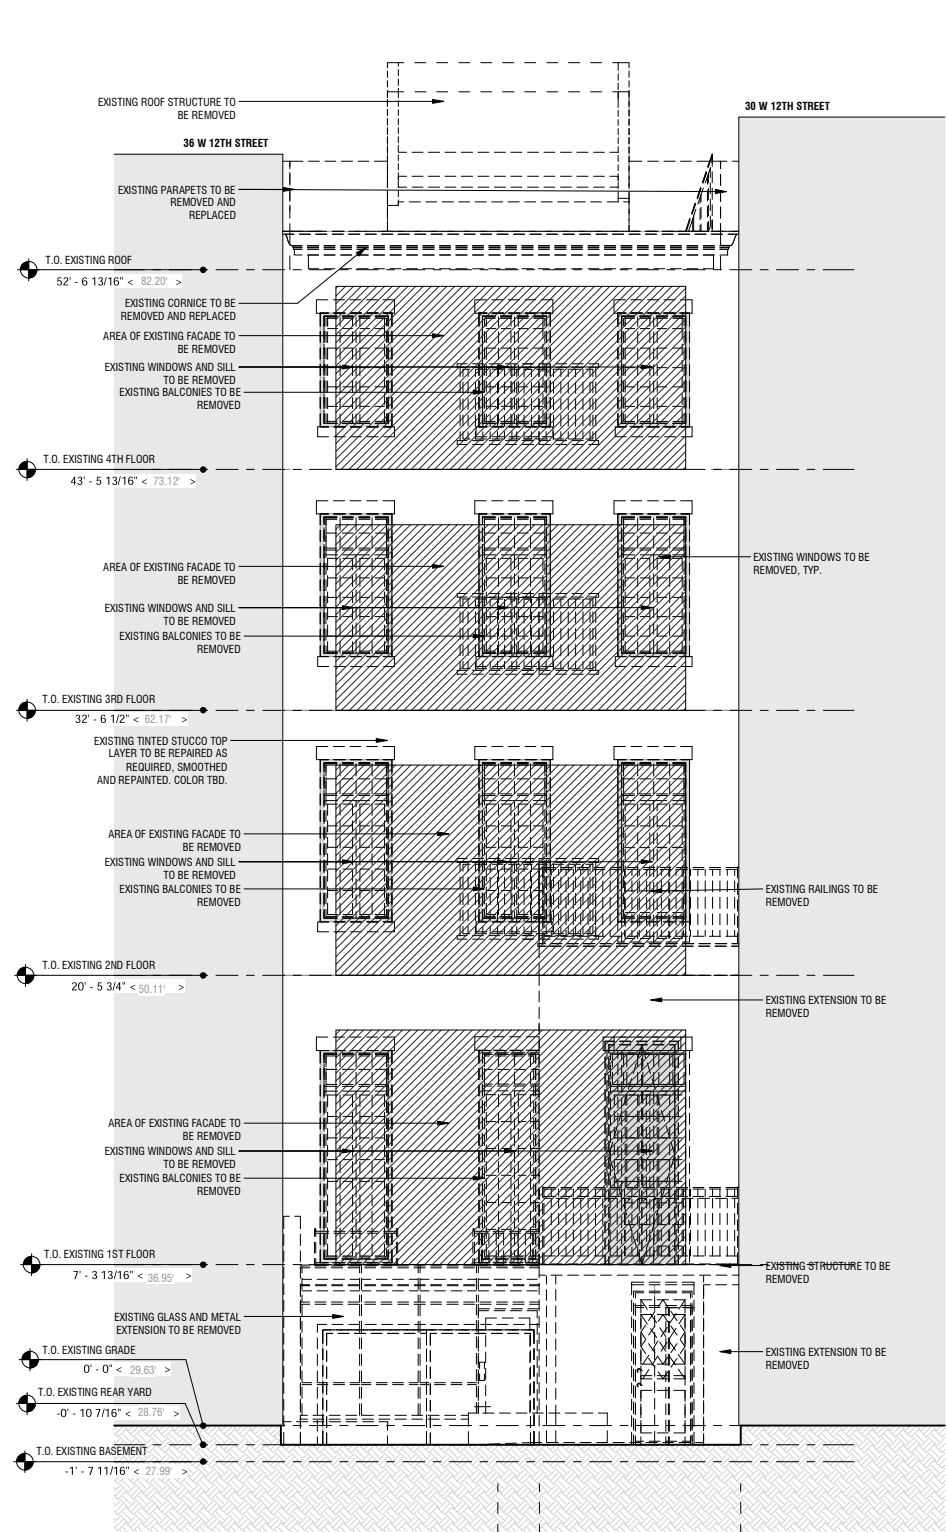 EXISTING ROOF STRUCTURE TO
BE REMOVED
30 W 12TH STREET
36 W 12TH STREET
EXISTING PARAPETS TO BE
REMOVED AND
REPLACED
T.O. EXISTING ROOF
52' - 6 13/16" < 82.20' >
EXISTING CORNICE TO BE
REMOVED AND REPLACED
AREA OF EXISTING FACADE TO
BE REMOVED
EXISTING WINDOWS AND SILL
TO BE REMOVED
EXISTING BALCONIES TO BE
REMOVED
T.O. EXISTING 4TH FLOOR
43' - 5 13/16" < 73.12' >
EXISTING WINDOWS TO BE
REMOVED, TYP.
AREA OF EXISTING FACADE TO
BE REMOVED
EXISTING WINDOWS AND SILL
TO BE REMOVED
EXISTING BALCONIES TO BE
REMOVED
T.O. EXISTING 3RD FLOOR
32' - 6 1/2" < 62.17' >
EXISTING TINTED STUCCO TOP
LAYER TO BE REPAIRED AS
REQUIRED, SMOOTHED
AND REPAINTED. COLOR TBD.
AREA OF EXISTING FACADE TO
BE REMOVED
EXISTING WINDOWS AND SILL
TO BE REMOVED
EXISTING BALCONIES TO BE
REMOVED
EXISTING RAILINGS TO BE
REMOVED
T.O. EXISTING 2ND FLOOR
20' - 5 3/4" < 50.11' >
EXISTING EXTENSION TO BE
REMOVED
AREA OF EXISTING FACADE TO
BE REMOVED
EXISTING WINDOWS AND SILL
TO BE REMOVED
EXISTING BALCONIES TO BE
REMOVED
T.O. EXISTING 1ST FLOOR
7' - 3 13/16" < 36.95' >
EXISTING STRUCTURE TO BE
REMOVED
EXISTING GLASS AND METAL
EXTENSION TO BE REMOVED
T.O. EXISTING GRADE
0' - 0" < 29.63' >
EXISTING EXTENSION TO BE
REMOVED
T.O. EXISTING REAR YARD
-0' - 10 7/16" < 28.76' >
T.O. EXISTING BASEMENT
-1' - 7 11/16" < 27.99' >